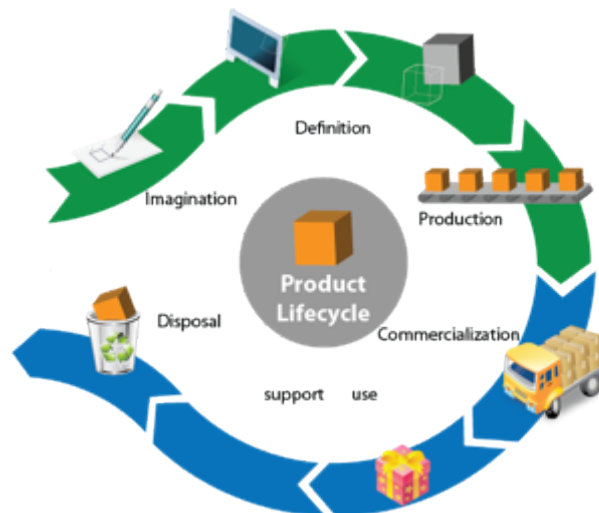 Definition
Imagination
Production
Product
Lifecycle
Disposal
Commercialization
support use